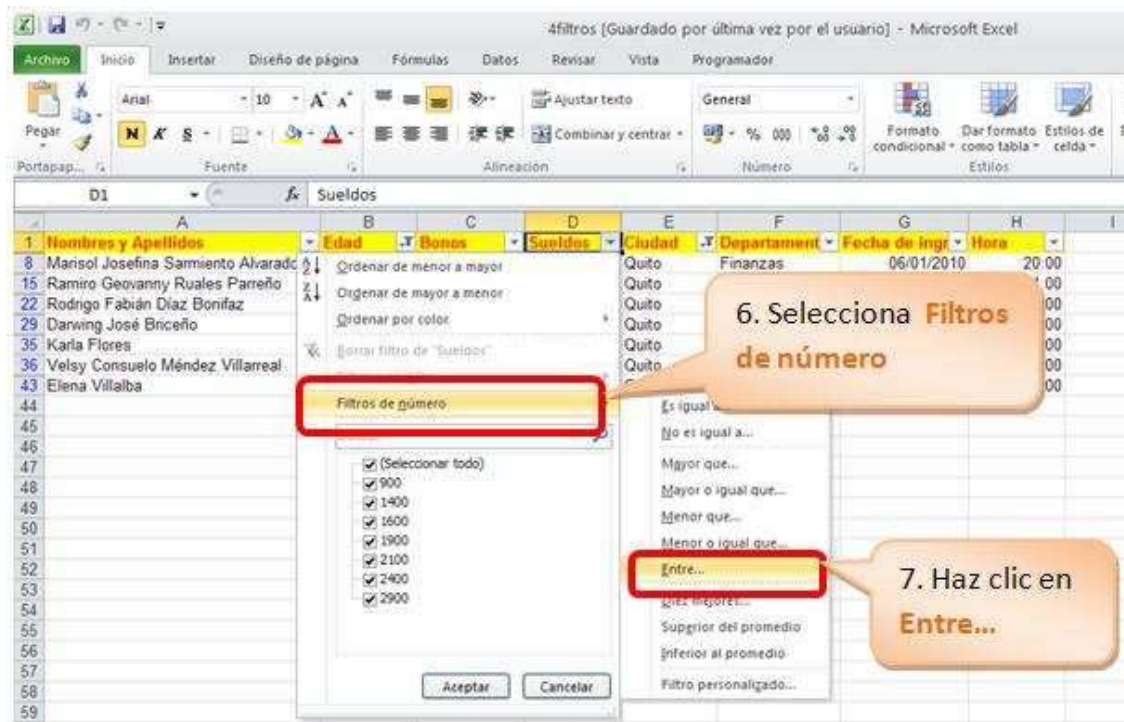 4filtros [Guardado por última vez por el usuario] - Microsoft Excel
Archivo Inicio Insertar Diseño de página Fórmulas Datos Revisar Vista Programador
Arial 10 Ajustar texto General
Pegar N K S Combinar y centrar % 000 Formato condicional Dar formato como tabla Estilos de celda
Portapap... Fuente Alineación Número Estilos
D1 fx Sueldos
A B C D E F G H I
1 Nombres y Apellidos Edad Bonos Sueldos Ciudad Departament Fecha de ingr Hora
8 Marisol Josefina Sarmiento Alvarado Quito Finanzas 06/01/2010 20:00
15 Ramiro Geovanny Ruales Parreño Quito 00
22 Rodrigo Fabián Díaz Bonifaz Quito 00
29 Darwing José Briceño Quito 00
35 Karla Flores Quito 00
36 Velsy Consuelo Méndez Villarreal Quito 00
43 Elena Villalba 00
44
45
46
47
48
49
50
51
52
53
54
55
56
57
58
59
Ordenar de menor a mayor
Ordenar de mayor a menor
Ordenar por color
Borrar filtro de "Sueldos"
Filtros de número
(Seleccionar todo)
900
1400
1600
1900
2100
2400
2900
Aceptar Cancelar
Es igual
No es igual a...
Mayor que...
Mayor o igual que...
Menor que...
Menor o igual que...
Entre...
Diez mejores...
Superior del promedio
Inferior al promedio
Filtro personalizado...
6. Selecciona Filtros
de número
7. Haz clic en
Entre...